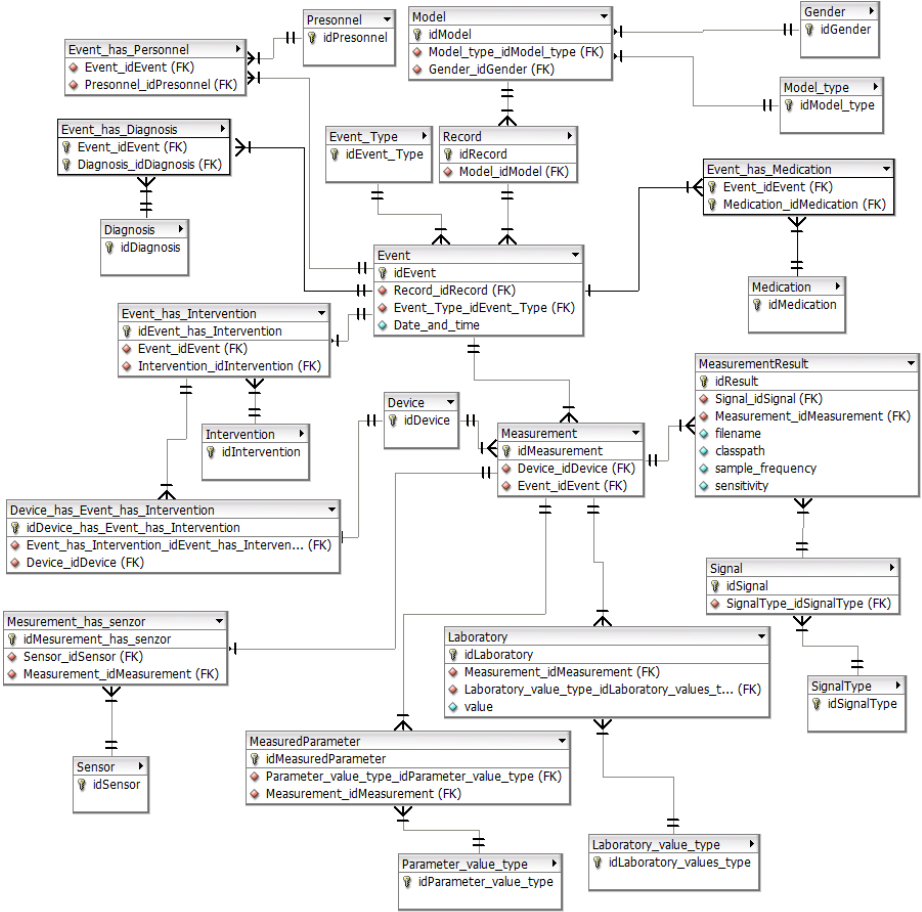 Presonnel
idPresonnel
Model
idModel
Model_type_idModel_type (FK)
Gender_idGender (FK)
Gender
idGender
Event_has_Personnel
Event_idEvent (FK)
Presonnel_idPresonnel (FK)
Model_type
idModel_type
Event_has_Diagnosis
Event_idEvent (FK)
Diagnosis_idDiagnosis (FK)
Event_Type
idEvent_Type
Record
idRecord
Model_idModel (FK)
Event_has_Medication
Event_idEvent (FK)
Medication_idMedication (FK)
Diagnosis
idDiagnosis
Event
idEvent
Record_idRecord (FK)
Event_Type_idEvent_Type (FK)
Date_and_time
Medication
idMedication
Event_has_Intervention
idEvent_has_Intervention
Event_idEvent (FK)
Intervention_idIntervention (FK)
MeasurementResult
idResult
Signal_idSignal (FK)
Measurement_idMeasurement (FK)
filename
classpath
sample_frequency
sensitivity
Device
idDevice
Intervention
idIntervention
Measurement
idMeasurement
Device_idDevice (FK)
Event_idEvent (FK)
Device_has_Event_has_Intervention
idDevice_has_Event_has_Intervention
Event_has_Intervention_idEvent_has_Interven... (FK)
Device_idDevice (FK)
Signal
idSignal
SignalType_idSignalType (FK)
Mesurement_has_senzor
idMesurement_has_senzor
Sensor_idSensor (FK)
Measurement_idMeasurement (FK)
Laboratory
idLaboratory
Measurement_idMeasurement (FK)
Laboratory_value_type_idLaboratory_values_t... (FK)
value
SignalType
idSignalType
MeasuredParameter
idMeasuredParameter
Parameter_value_type_idParameter_value_type (FK)
Measurement_idMeasurement (FK)
Sensor
idSensor
Laboratory_value_type
idLaboratory_values_type
Parameter_value_type
idParameter_value_type